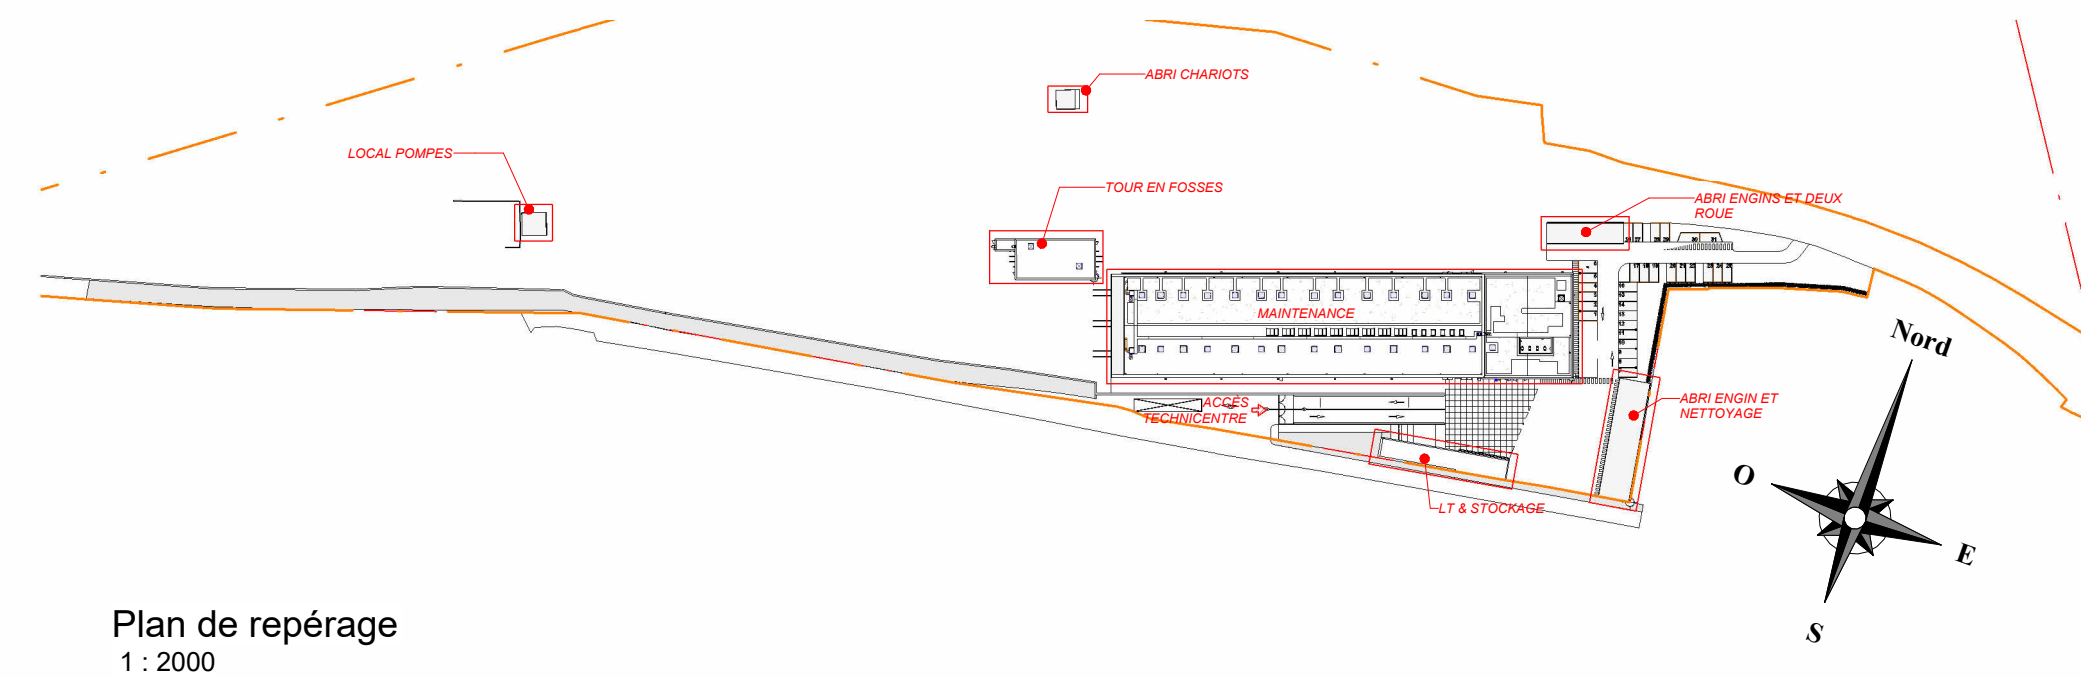 ABRI CHARIOTS
LOCAL POMPES
TOUR EN FOSSES
ABRI ENGINS ET DEUX
ROUE
MAINTENANCE
Nord
ACCÈS
TECHNICENTRE
ABRI ENGIN ET
NETTOYAGE
O
LT & STOCKAGE
E
S
Plan de repérage
1 : 2000